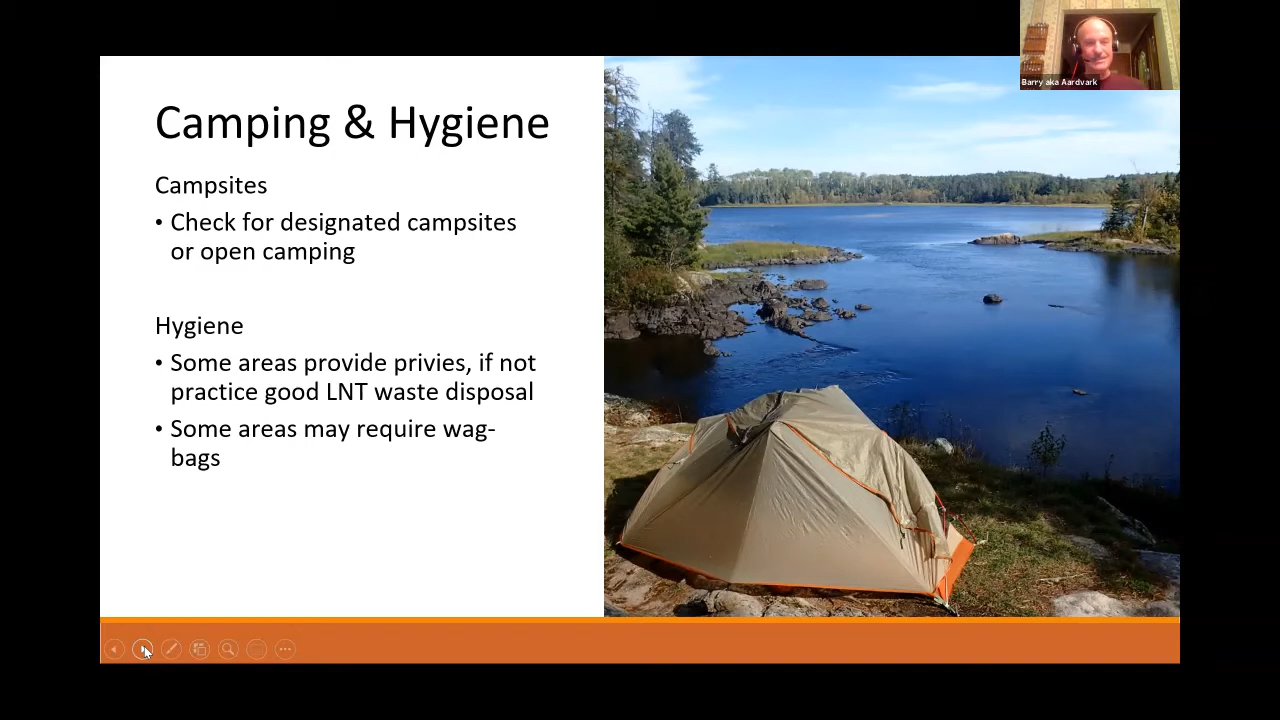 Barry aka Aardvark
Camping & Hygiene
Campsites
• Check for designated campsites
or open camping
Hygiene
• Some areas provide privies, if not
practice good LNT waste disposal
• Some areas may require wag-
bags